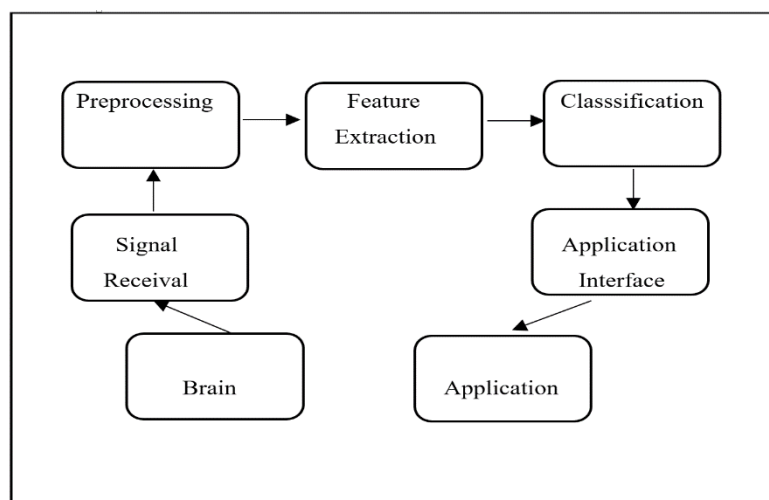 Preprocessing
Feature
Extraction
Classsification
Signal
Receival
Application
Interface
Brain
Application